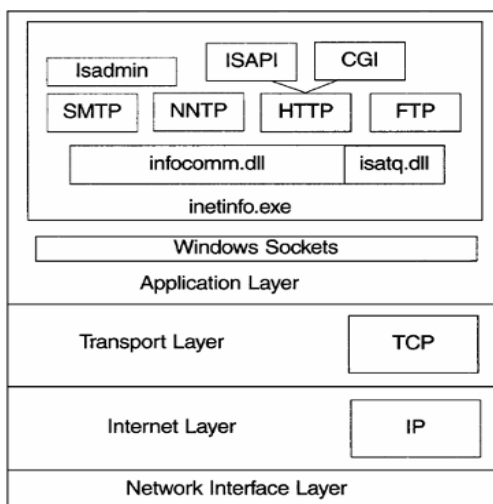 Isadmin
ISAPI
CGI
SMTP
NNTP
HTTP
FTP
infocomm.dll
isatq.dll
inetinfo.exe
Windows Sockets
Application Layer
Transport Layer
TCP
Internet Layer
IP
Network Interface Layer